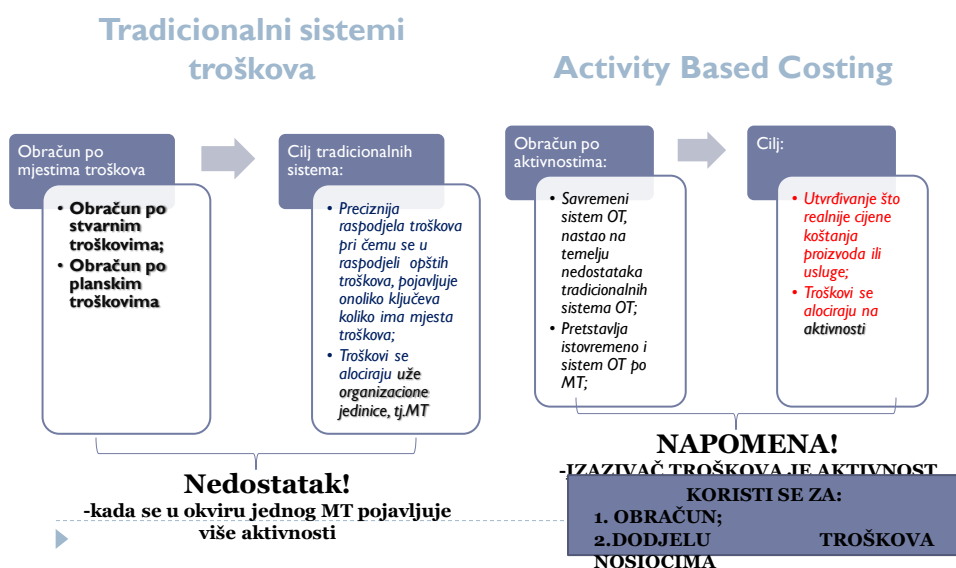 Tradicionalni sistemi
troškova
Activity Based Costing
Obračun po
mjestima troškova
• Obračun po
stvarnim
troškovima;
• Obračun po
planskim
troškovima
Cilj tradicionalnih
sistema:
• Preciznija
raspodjela troškova
pri čemu se u
raspodjeli opštih
troškova, pojavljuje
onoliko ključeva
koliko ima mjesta
troškova;
• Troškovi se
alociraju uže
organizacione
jedinice, tj.MT
Obračun po
aktivnostima:
• Savremeni
sistem OT,
nastao na
temelju
nedostataka
tradicionalnih
sistema OT;
• Pretstavlja
istovremeno i
sistem OT po
MT;
Cilj:
• Utvrđivanje što
realnije cijene
koštanja
proizvoda ili
usluge;
• Troškovi se
alociraju na
aktivnosti
Nedostatak!
-kada se u okviru jednog MT pojavljuje
više aktivnosti
NAPOMENA!
-IZAZIVAČ TROŠKOVA JE AKTIVNOST
KORISTI SE ZA:
1. OBRAČUN;
2.DODJELU TROŠKOVA
NOSIOCIMA